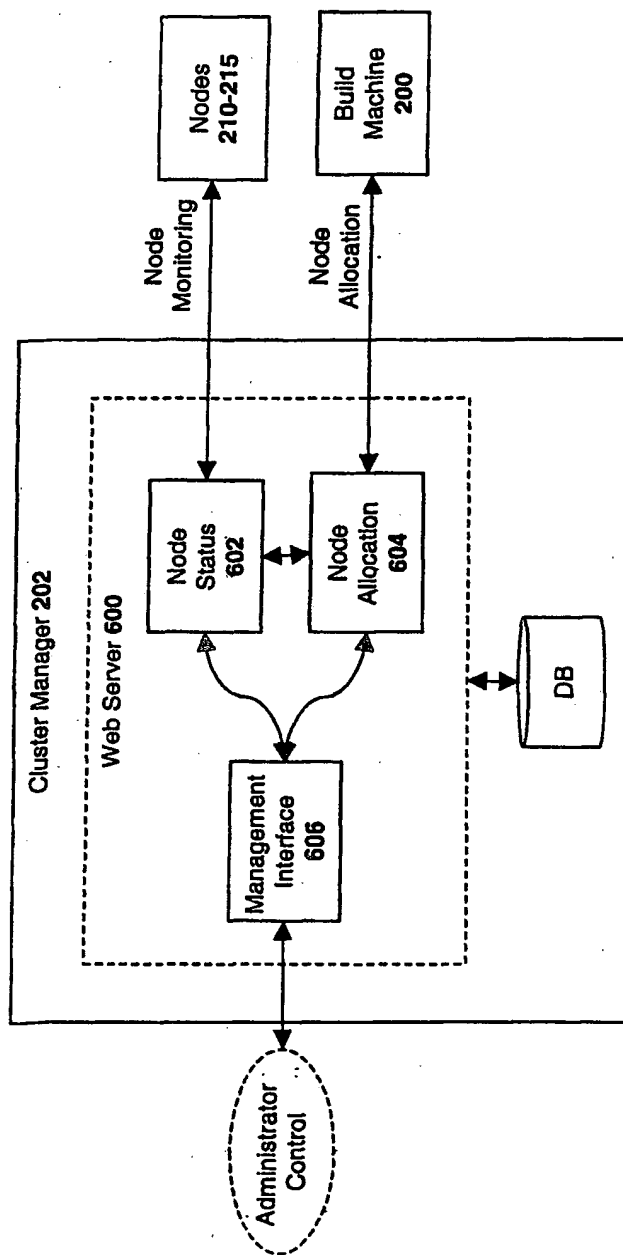 Cluster Manager 202
Web Server 600
Administrator
Control
Management
Interface
606
Node
Status
602
Node
Allocation
604
DB
Node
Monitoring
Node
Allocation
Nodes
210-215
Build
Machine
200